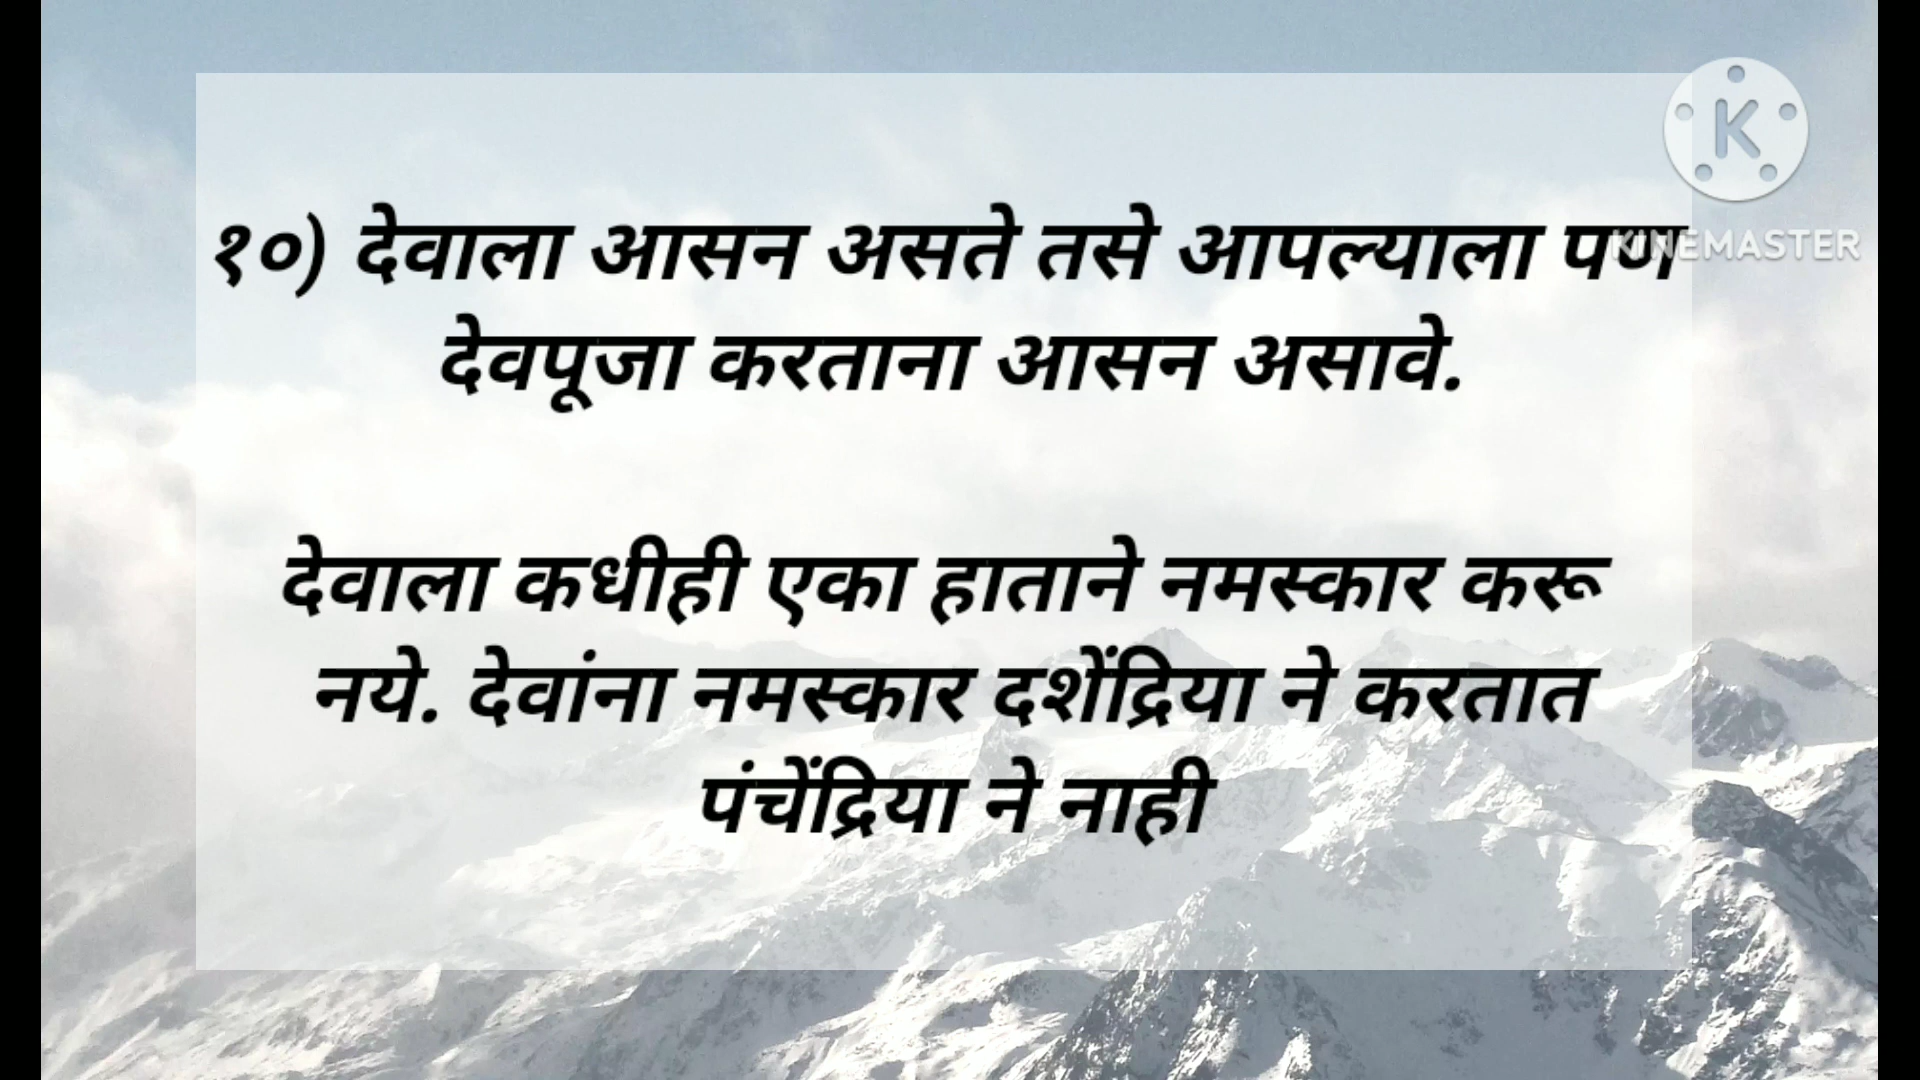 १०) देवाला आसन असते तसे आपल्याला पण
देवपूजा करताना आसन असावे.
देवाला कधीही एका हाताने नमस्कार करू
नये. देवांना नमस्कार दशेंद्रिया ने करतात
पंचेंद्रिया ने नाही
K
KINEMASTER